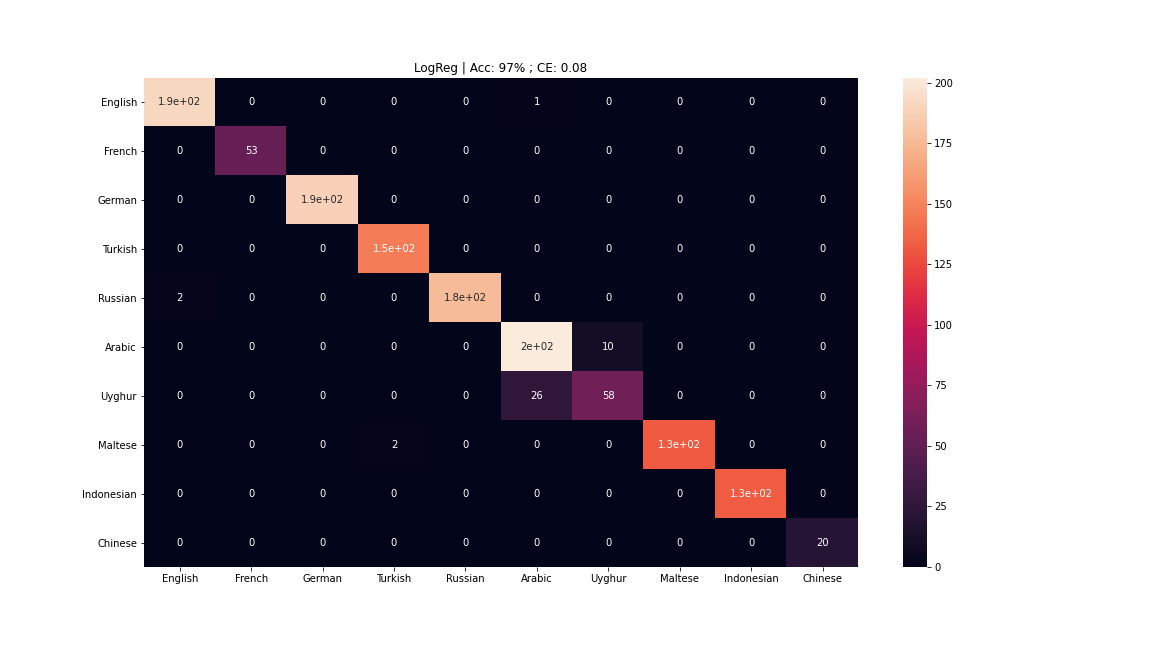 LogReg | Acc: 97% ; CE: 0.08
English 1.9e+02 0 0 0 0 1 0 0 0 0
French 0 53 0 0 0 0 0 0 0 0
German 0 0 1.9e+02 0 0 0 0 0 0 0
Turkish 0 0 0 1.5e+02 0 0 0 0 0 0
Russian 2 0 0 0 1.8e+02 0 0 0 0 0
Arabic 0 0 0 0 0 2e+02 10 0 0 0
Uyghur 0 0 0 0 0 26 58 0 0 0
Maltese 0 0 0 2 0 0 0 1.3e+02 0 0
Indonesian 0 0 0 0 0 0 0 0 1.3e+02 0
Chinese 0 0 0 0 0 0 0 0 0 20
English French German Turkish Russian Arabic Uyghur Maltese Indonesian Chinese
200
175
150
125
100
75
50
25
0